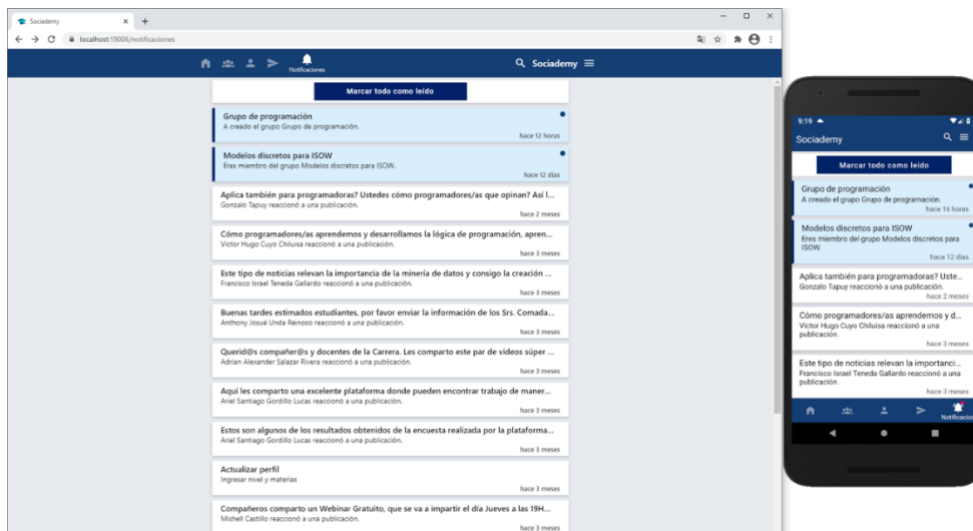 Sociademy
localhost:19006/notificaciones
Notificaciones
Sociademy
Marcar todo como leído
Grupo de programación
A creado el grupo Grupo de programación.
hace 12 horas
Modelos discretos para ISOW
Eres miembro del grupo Modelos discretos para ISOW.
hace 12 días
Aplica también para programadoras? Ustedes cómo programadores/as que opinan? Así l...
Gonzalo Tapuy reaccionó a una publicación.
hace 2 meses
Cómo programadores/as aprendemos y desarrollamos la lógica de programación, apren...
Victor Hugo Cuyo Chiluisa reaccionó a una publicación.
hace 3 meses
Este tipo de noticias relevan la importancia de la minería de datos y consigo la creación ...
Francisco Israel Teneda Gallardo reaccionó a una publicación.
hace 3 meses
Buenas tardes estimados estudiantes, por favor enviar la información de los Srs. Comada...
Anthony Josué Unda Reinoso reaccionó a una publicación.
hace 3 meses
Querid@s compañer@s y docentes de la Carrera. Les comparto este par de videos súper ...
Adrian Alexander Salazar Rivera reaccionó a una publicación.
hace 3 meses
Aquí les comparto una excelente plataforma donde pueden encontrar trabajo de maner...
Ariel Santiago Gordillo Lucas reaccionó a una publicación.
hace 3 meses
Estos son algunos de los resultados obtenidos de la encuesta realizada por la plataforma...
Ariel Santiago Gordillo Lucas reaccionó a una publicación.
hace 3 meses
Actualizar perfil
Ingresar nivel y materias
hace 3 meses
Compañeros comparto un Webinar Gratuito, que se va a impartir el día Jueves a las 19H...
Mishell Castillo reaccionó a una publicación.
hace 3 meses
9:19
Sociademy
Marcar todo como leído
Grupo de programación
A creado el grupo Grupo de programación.
hace 16 horas
Modelos discretos para ISOW
Eres miembro del grupo Modelos discretos para
ISOW.
hace 12 días
Aplica también para programadoras? Uste...
Gonzalo Tapuy reaccionó a una publicación.
hace 2 meses
Cómo programadores/as aprendemos y d...
Victor Hugo Cuyo Chiluisa reaccionó a una
publicación.
hace 3 meses
Este tipo de noticias relevan la importanci...
Francisco Israel Teneda Gallardo reaccionó a una
publicación.
hace 3 meses
Notificacion